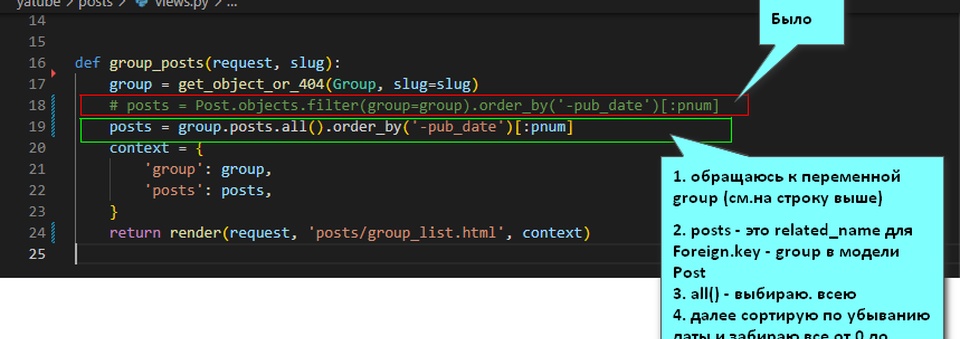 yatube > posts > views.py > ...
Было
14
15
16 def group_posts(request, slug):
17 group = get_object_or_404(Group, slug=slug)
18 # posts = Post.objects.filter(group=group).order_by('-pub_date')[:pnum]
19 posts = group.posts.all().order_by('-pub_date')[:pnum]
20 context = {
21 'group': group,
22 'posts': posts,
23 }
24 return render(request, 'posts/group_list.html', context)
25
1. обращаюсь к переменной
group (см.на строку выше)
2. posts - это related_name для
Foreign.key - group в модели
Post
3. all() - выбираю. всею
4. далее сортирую по убыванию
даты и забираю все от 0 до